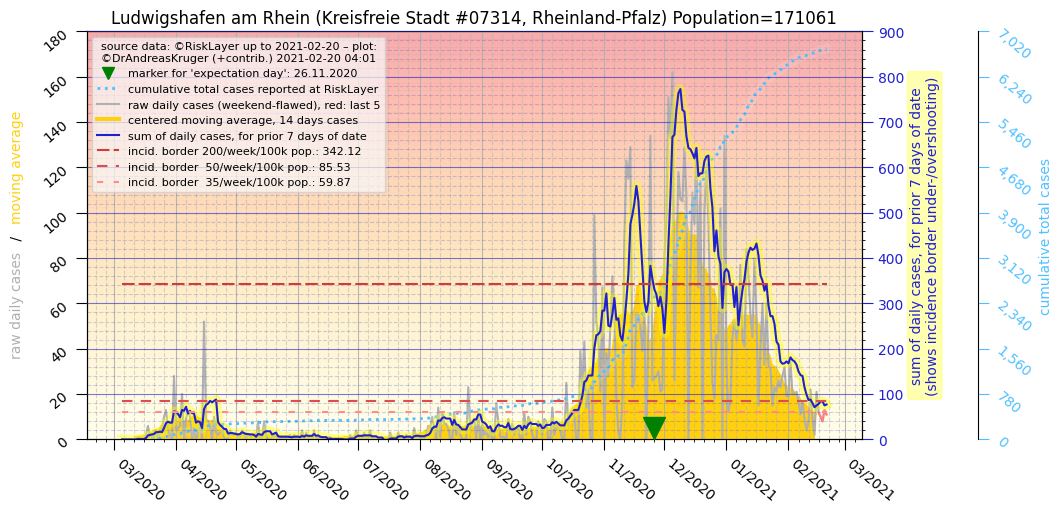 Ludwigshafen am Rhein (Kreisfreie Stadt #07314, Rheinland-Pfalz) Population=171061
source data: ©RiskLayer up to 2021-02-20 – plot:
©DrAndreasKruger (+contrib.) 2021-02-20 04:01
marker for 'expectation day': 26.11.2020
cumulative total cases reported at RiskLayer
raw daily cases (weekend-flawed), red: last 5
centered moving average, 14 days cases
sum of daily cases, for prior 7 days of date
incid. border 200/week/100k pop.: 342.12
incid. border  50/week/100k pop.: 85.53
incid. border  35/week/100k pop.: 59.87
raw daily cases / moving average
180
160
140
120
100
80
60
40
20
0
03/2020
04/2020
05/2020
06/2020
07/2020
08/2020
09/2020
10/2020
11/2020
12/2020
01/2021
02/2021
03/2021
900
800
700
600
500
400
300
200
100
0
sum of daily cases, for prior 7 days of date
(shows incidence border under-/overshooting)
7,020
6,240
5,460
4,680
3,900
3,120
2,340
1,560
780
0
cumulative total cases